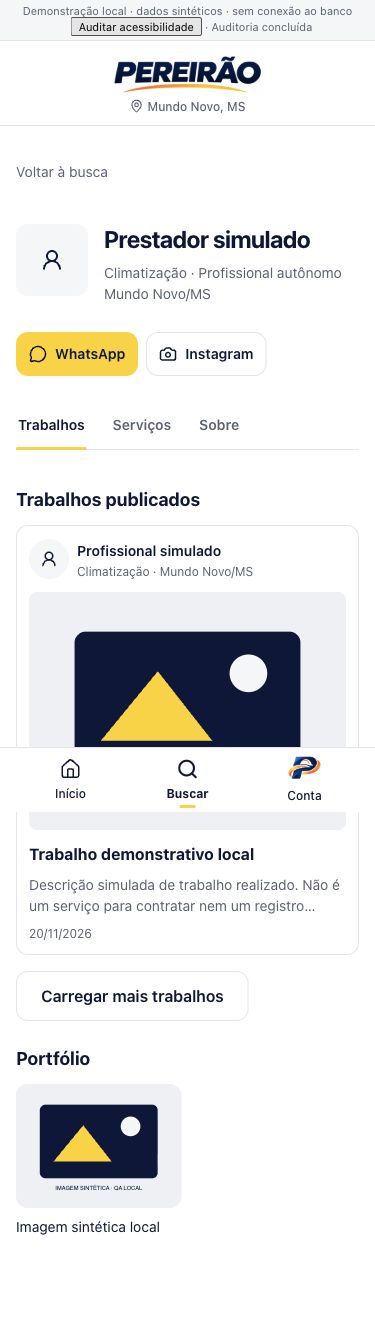 Demonstração local · dados sintéticos · sem conexão ao banco
Auditar acessibilidade · Auditoria concluída
PEREIRÃO
Mundo Novo, MS
Voltar à busca
Prestador simulado
Climatização · Profissional autônomo
Mundo Novo/MS
WhatsApp
Instagram
Trabalhos
Serviços
Sobre
Trabalhos publicados
Profissional simulado
Climatização · Mundo Novo/MS
Início
Buscar
Conta
Trabalho demonstrativo local
Descrição simulada de trabalho realizado. Não é
um serviço para contratar nem um registro...
20/11/2026
Carregar mais trabalhos
Portfólio
IMAGEM SINTÉTICA · QA LOCAL
Imagem sintética local